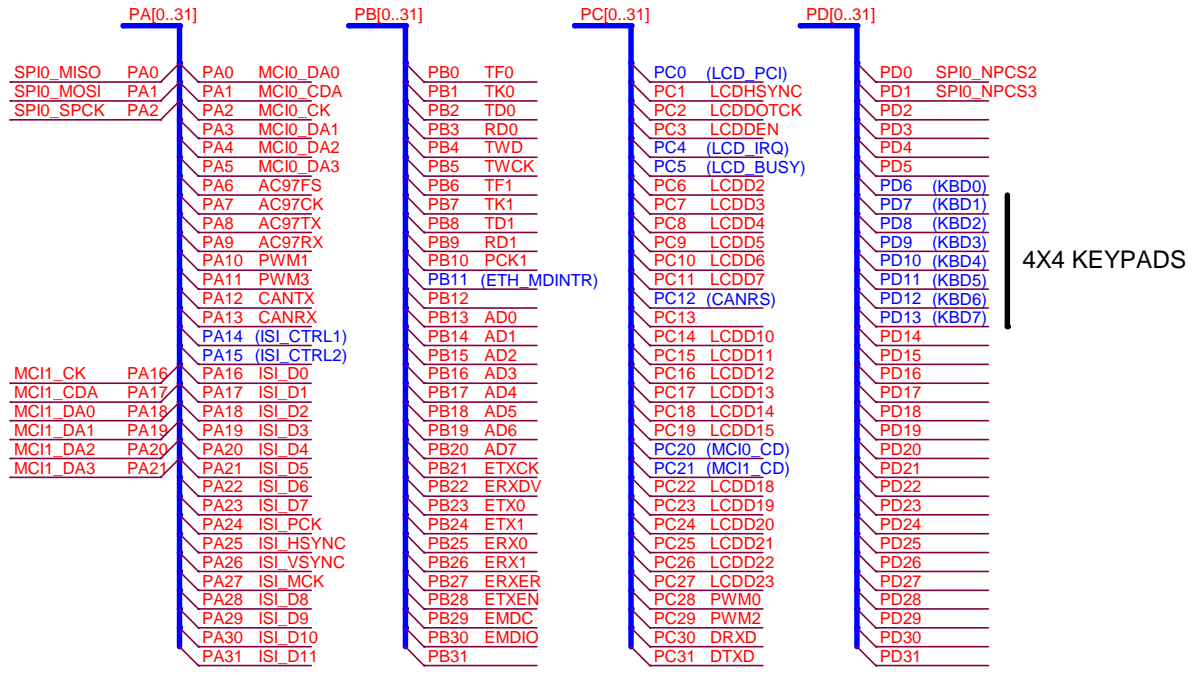 PA[0..31] PB[0..31] PC[0..31] PD[0..31]
SPI0_MISO PA0 PA0 MCI0_DA0 PB0 TF0 PC0 (LCD_PCI) PD0 SPI0_NPCS2
SPI0_MOSI PA1 PA1 MCI0_CDA PB1 TK0 PC1 LCDHSYNC PD1 SPI0_NPCS3
SPI0_SPCK PA2 PA2 MCI0_CK PB2 TD0 PC2 LCDDOTCK PD2
PA3 MCI0_DA1 PB3 RD0 PC3 LCDDEN PD3
PA4 MCI0_DA2 PB4 TWD PC4 (LCD_IRQ) PD4
PA5 MCI0_DA3 PB5 TWCK PC5 (LCD_BUSY) PD5
PA6 AC97FS PB6 TF1 PC6 LCDD2 PD6 (KBD0)
PA7 AC97CK PB7 TK1 PC7 LCDD3 PD7 (KBD1)
PA8 AC97TX PB8 TD1 PC8 LCDD4 PD8 (KBD2)
PA9 AC97RX PB9 RD1 PC9 LCDD5 PD9 (KBD3)
PA10 PWM1 PB10 PCK1 PC10 LCDD6 PD10 (KBD4) 4X4 KEYPADS
PA11 PWM3 PB11 (ETH_MDINTR) PC11 LCDD7 PD11 (KBD5)
PA12 CANTX PB12 PC12 (CANRS) PD12 (KBD6)
PA13 CANRX PB13 AD0 PC13 PD13 (KBD7)
PA14 (ISI_CTRL1) PB14 AD1 PC14 LCDD10 PD14
PA15 (ISI_CTRL2) PB15 AD2 PC15 LCDD11 PD15
MCI1_CK PA16 PA16 ISI_D0 PB16 AD3 PC16 LCDD12 PD16
MCI1_CDA PA17 PA17 ISI_D1 PB17 AD4 PC17 LCDD13 PD17
MCI1_DA0 PA18 PA18 ISI_D2 PB18 AD5 PC18 LCDD14 PD18
MCI1_DA1 PA19 PA19 ISI_D3 PB19 AD6 PC19 LCDD15 PD19
MCI1_DA2 PA20 PA20 ISI_D4 PB20 AD7 PC20 (MCI0_CD) PD20
MCI1_DA3 PA21 PA21 ISI_D5 PB21 ETXCK PC21 (MCI1_CD) PD21
PA22 ISI_D6 PB22 ERXDV PC22 LCDD18 PD22
PA23 ISI_D7 PB23 ETX0 PC23 LCDD19 PD23
PA24 ISI_PCK PB24 ETX1 PC24 LCDD20 PD24
PA25 ISI_HSYNC PB25 ERX0 PC25 LCDD21 PD25
PA26 ISI_VSYNC PB26 ERX1 PC26 LCDD22 PD26
PA27 ISI_MCK PB27 ERXER PC27 LCDD23 PD27
PA28 ISI_D8 PB28 ETXEN PC28 PWM0 PD28
PA29 ISI_D9 PB29 EMDC PC29 PWM2 PD29
PA30 ISI_D10 PB30 EMDIO PC30 DRXD PD30
PA31 ISI_D11 PB31 PC31 DTXD PD31